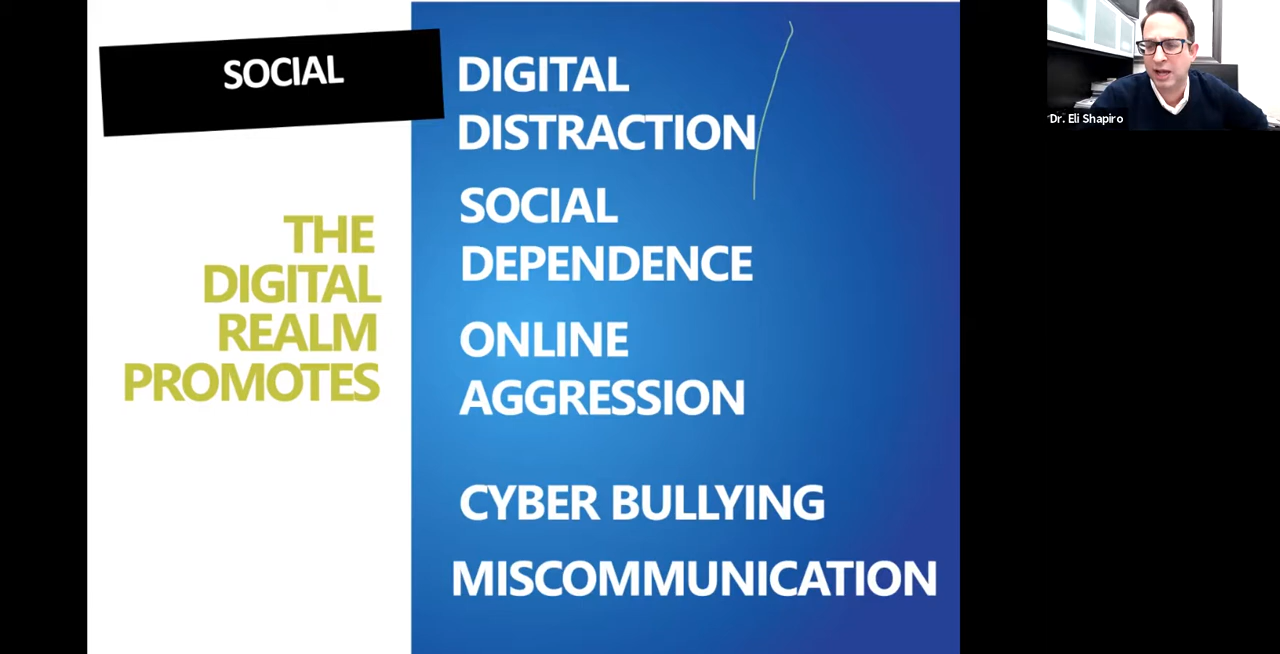 SOCIAL
THE
DIGITAL
REALM
PROMOTES
DIGITAL
DISTRACTION
SOCIAL
DEPENDENCE
ONLINE
AGGRESSION
CYBER BULLYING
MISCOMMUNICATION
Dr. Eli Shapiro